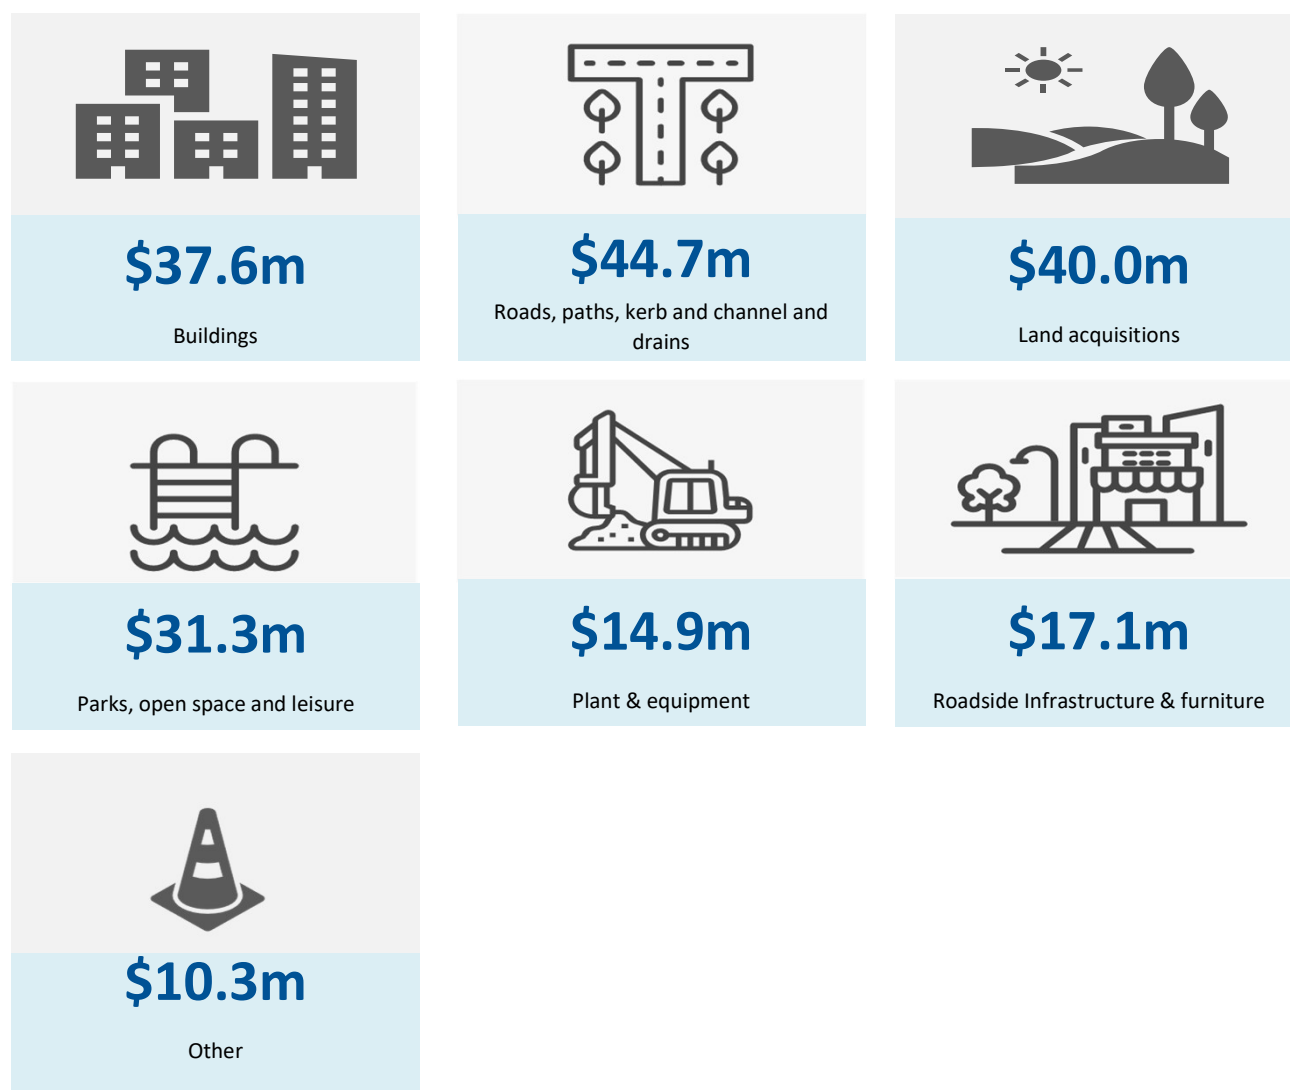 $37.6m
Buildings
$44.7m
Roads, paths, kerb and channel and
drains
$40.0m
Land acquisitions
$31.3m
Parks, open space and leisure
$14.9m
Plant & equipment
$17.1m
Roadside Infrastructure & furniture
$10.3m
Other